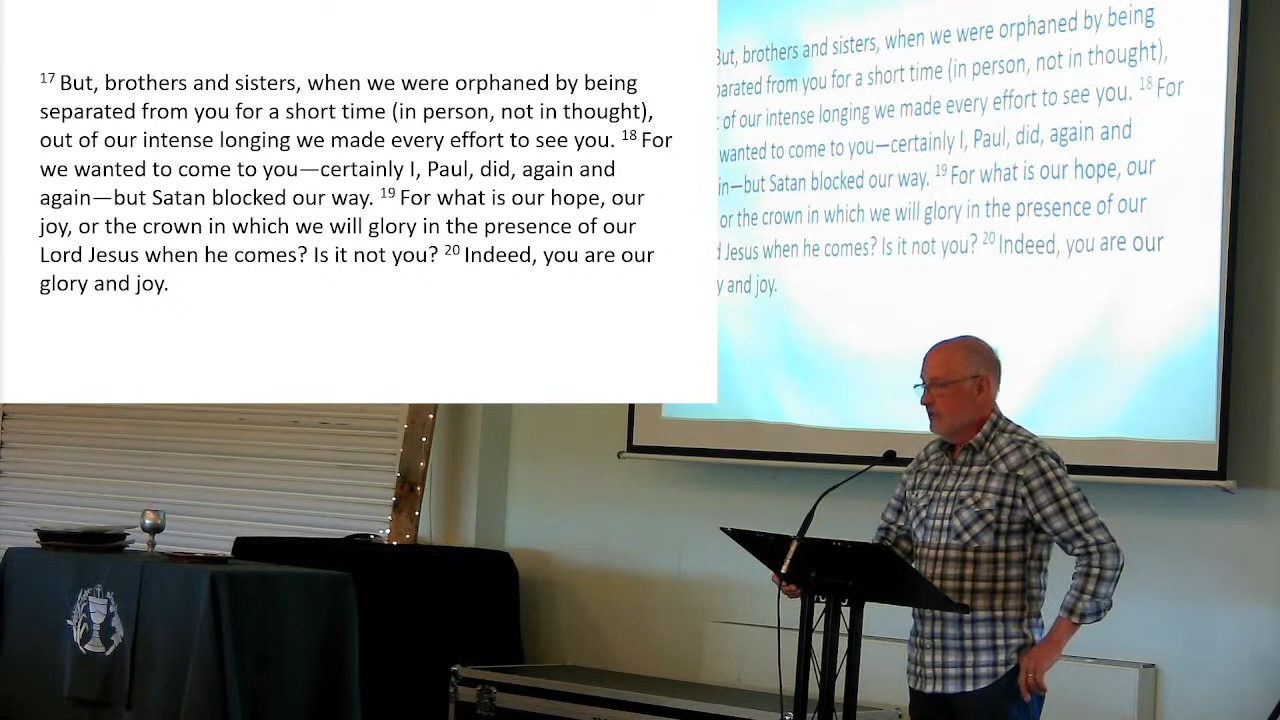 17 But, brothers and sisters, when we were orphaned by being
separated from you for a short time (in person, not in thought),
out of our intense longing we made every effort to see you. 18 For
we wanted to come to you—certainly I, Paul, did, again and
again—but Satan blocked our way. 19 For what is our hope, our
joy, or the crown in which we will glory in the presence of our
Lord Jesus when he comes? Is it not you? 20 Indeed, you are our
glory and joy.
But, brothers and sisters, when we were orphaned by being
parated from you for a short time (in person, not in thought),
of our intense longing we made every effort to see you. 18 For
wanted to come to you—certainly I, Paul, did, again and
in—but Satan blocked our way. 19 For what is our hope, our
or the crown in which we will glory in the presence of our
d Jesus when he comes? Is it not you? 20 Indeed, you are our
y and joy.